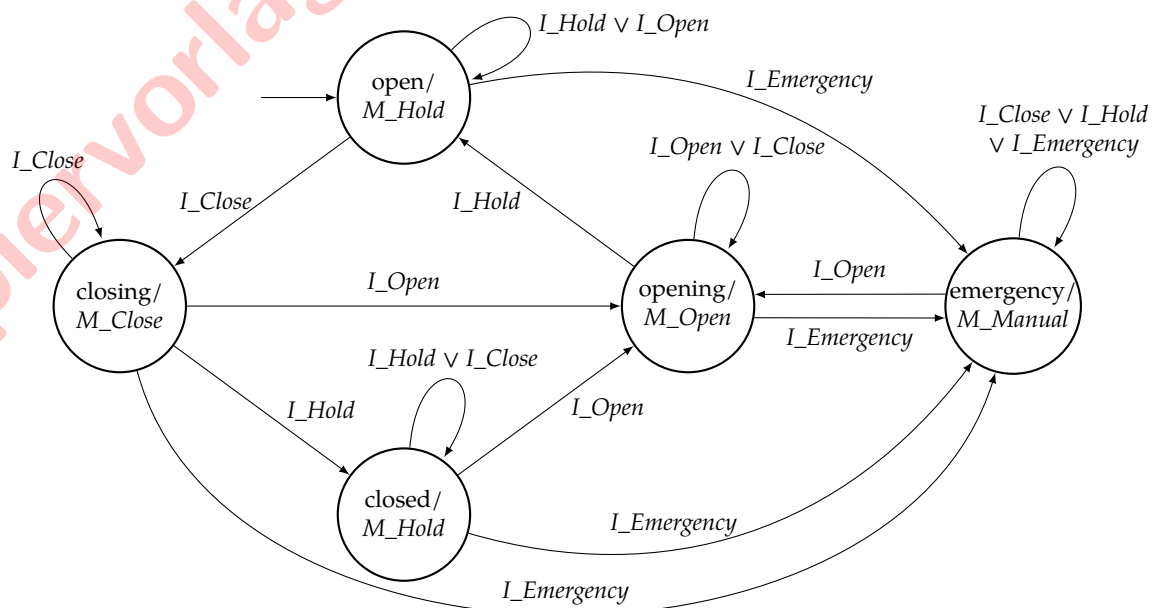 I_Hold ∨ I_Open
open/
M_Hold
I_Emergency
I_Close ∨ I_Hold
∨ I_Emergency
I_Open ∨ I_Close
I_Close
I_Close
I_Hold
I_Open
I_Open
closing/
M_Close
opening/
M_Open
emergency/
M_Manual
I_Emergency
I_Hold ∨ I_Close
I_Hold
I_Open
closed/
M_Hold
I_Emergency
I_Emergency
plervorlag